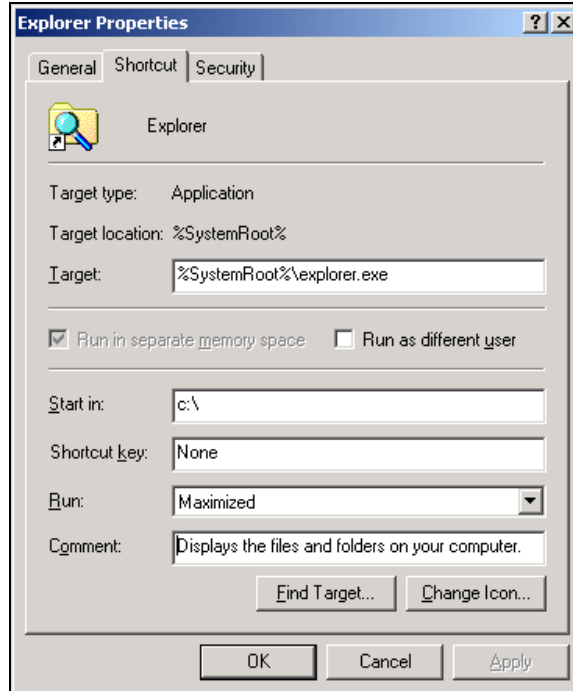 Explorer Properties
General Shortcut Security
Explorer
Target type: Application
Target location: %SystemRoot%
Target: %SystemRoot%\explorer.exe
Run in separate memory space Run as different user
Start in: c:\
Shortcut key: None
Run: Maximized
Comment: Displays the files and folders on your computer.
Find Target... Change Icon...
OK Cancel Apply